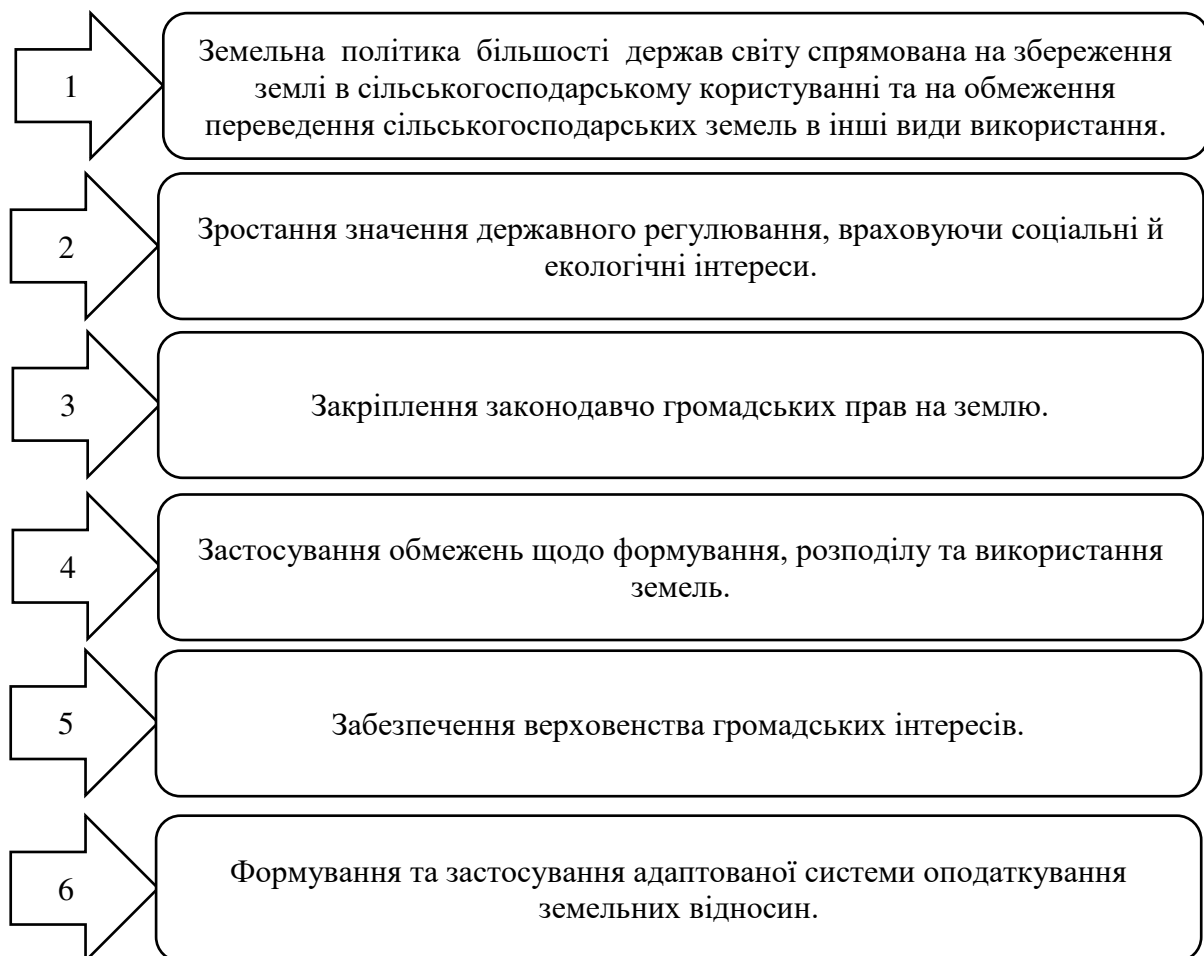 1
Земельна політика більшості держав світу спрямована на збереження
землі в сільськогосподарському користуванні та на обмеження
переведення сільськогосподарських земель в інші види використання.
2
Зростання значення державного регулювання, враховуючи соціальні й
екологічні інтереси.
3
Закріплення законодавчо громадських прав на землю.
4
Застосування обмежень щодо формування, розподілу та використання
земель.
5
Забезпечення верховенства громадських інтересів.
6
Формування та застосування адаптованої системи оподаткування
земельних відносин.